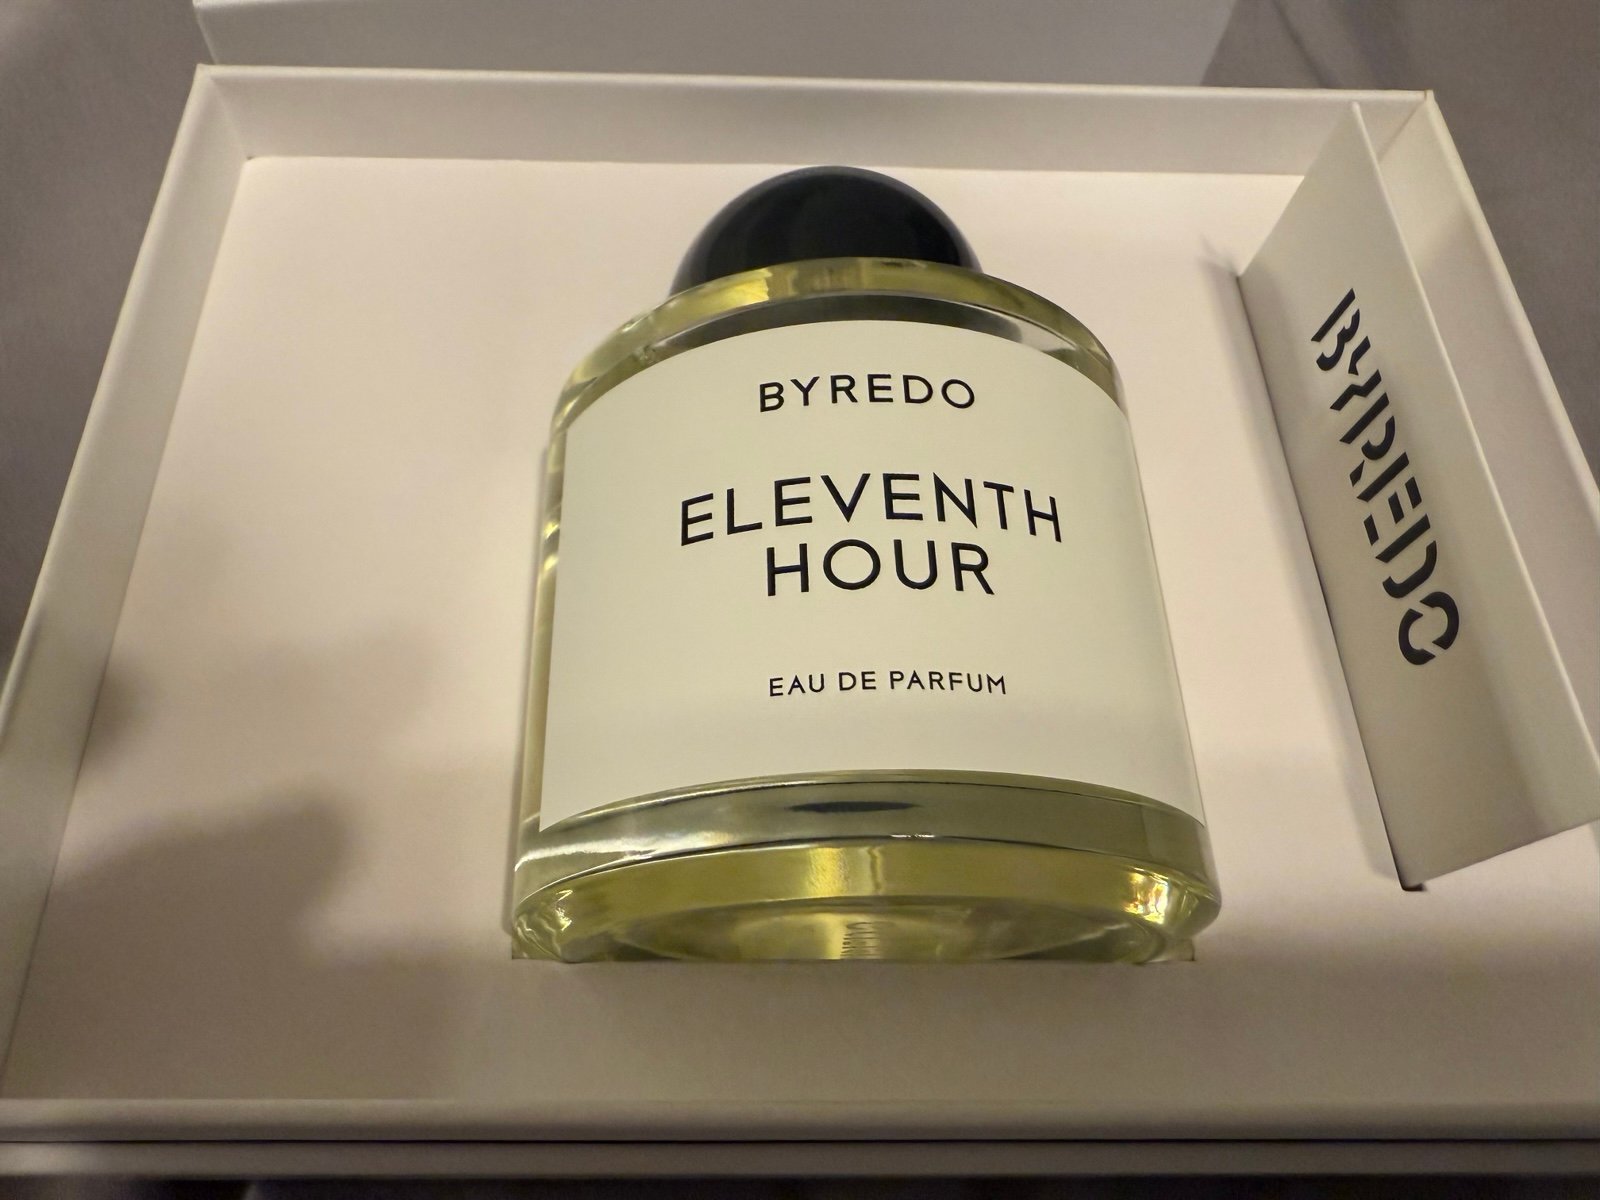 BYREDO
ELEVENTH
HOUR
EAU DE PARFUM
BYREDO